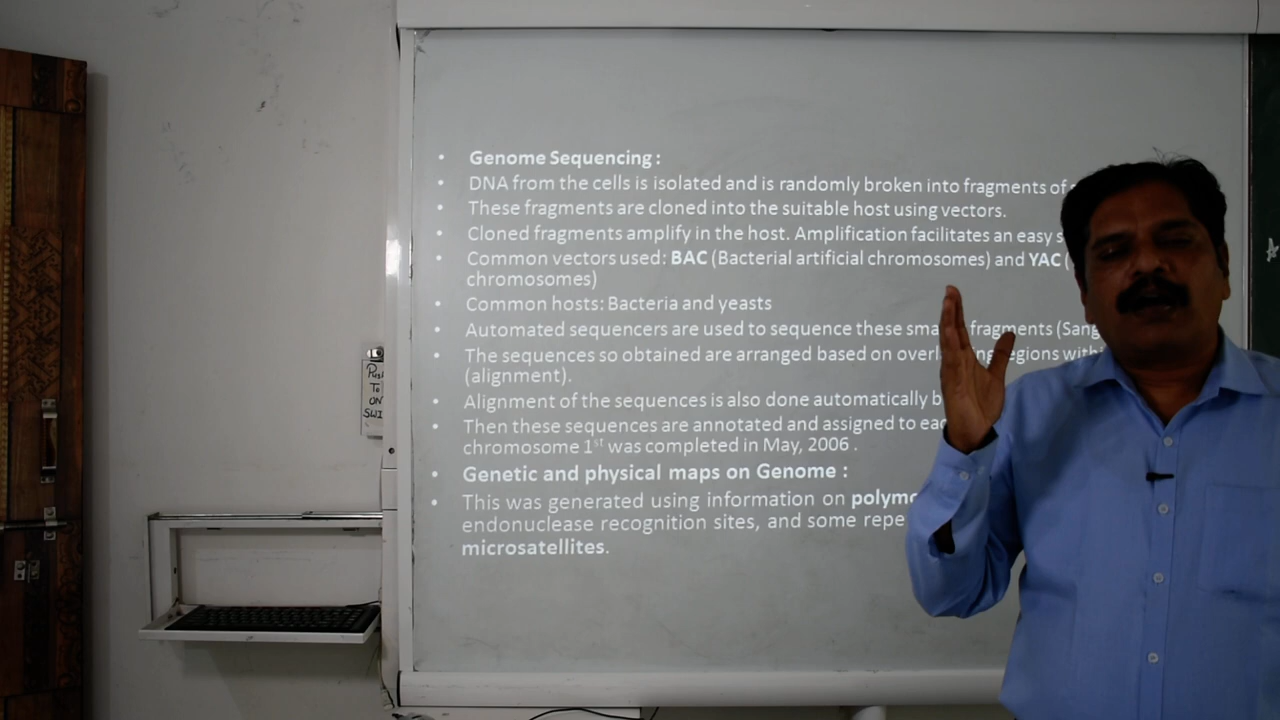 • Genome Sequencing :
• DNA from the cells is isolated and is randomly broken into fragments of
• These fragments are cloned into the suitable host using vectors.
• Cloned fragments amplify in the host. Amplification facilitates an easy
• Common vectors used: BAC (Bacterial artificial chromosomes) and YAC (
chromosomes)
• Common hosts: Bacteria and yeasts
• Automated sequencers are used to sequence these fragments (
• The sequences so obtained are arranged based on regions
(alignment).
• Alignment of the sequences is also done automatically
• Then these sequences are annotated and assigned to
chromosome 1st was completed in May, 2006 .
• Genetic and physical maps on Genome :
• This was generated using information on
endonuclease recognition sites, and some
microsatellites.
Push
To
ON
SWI